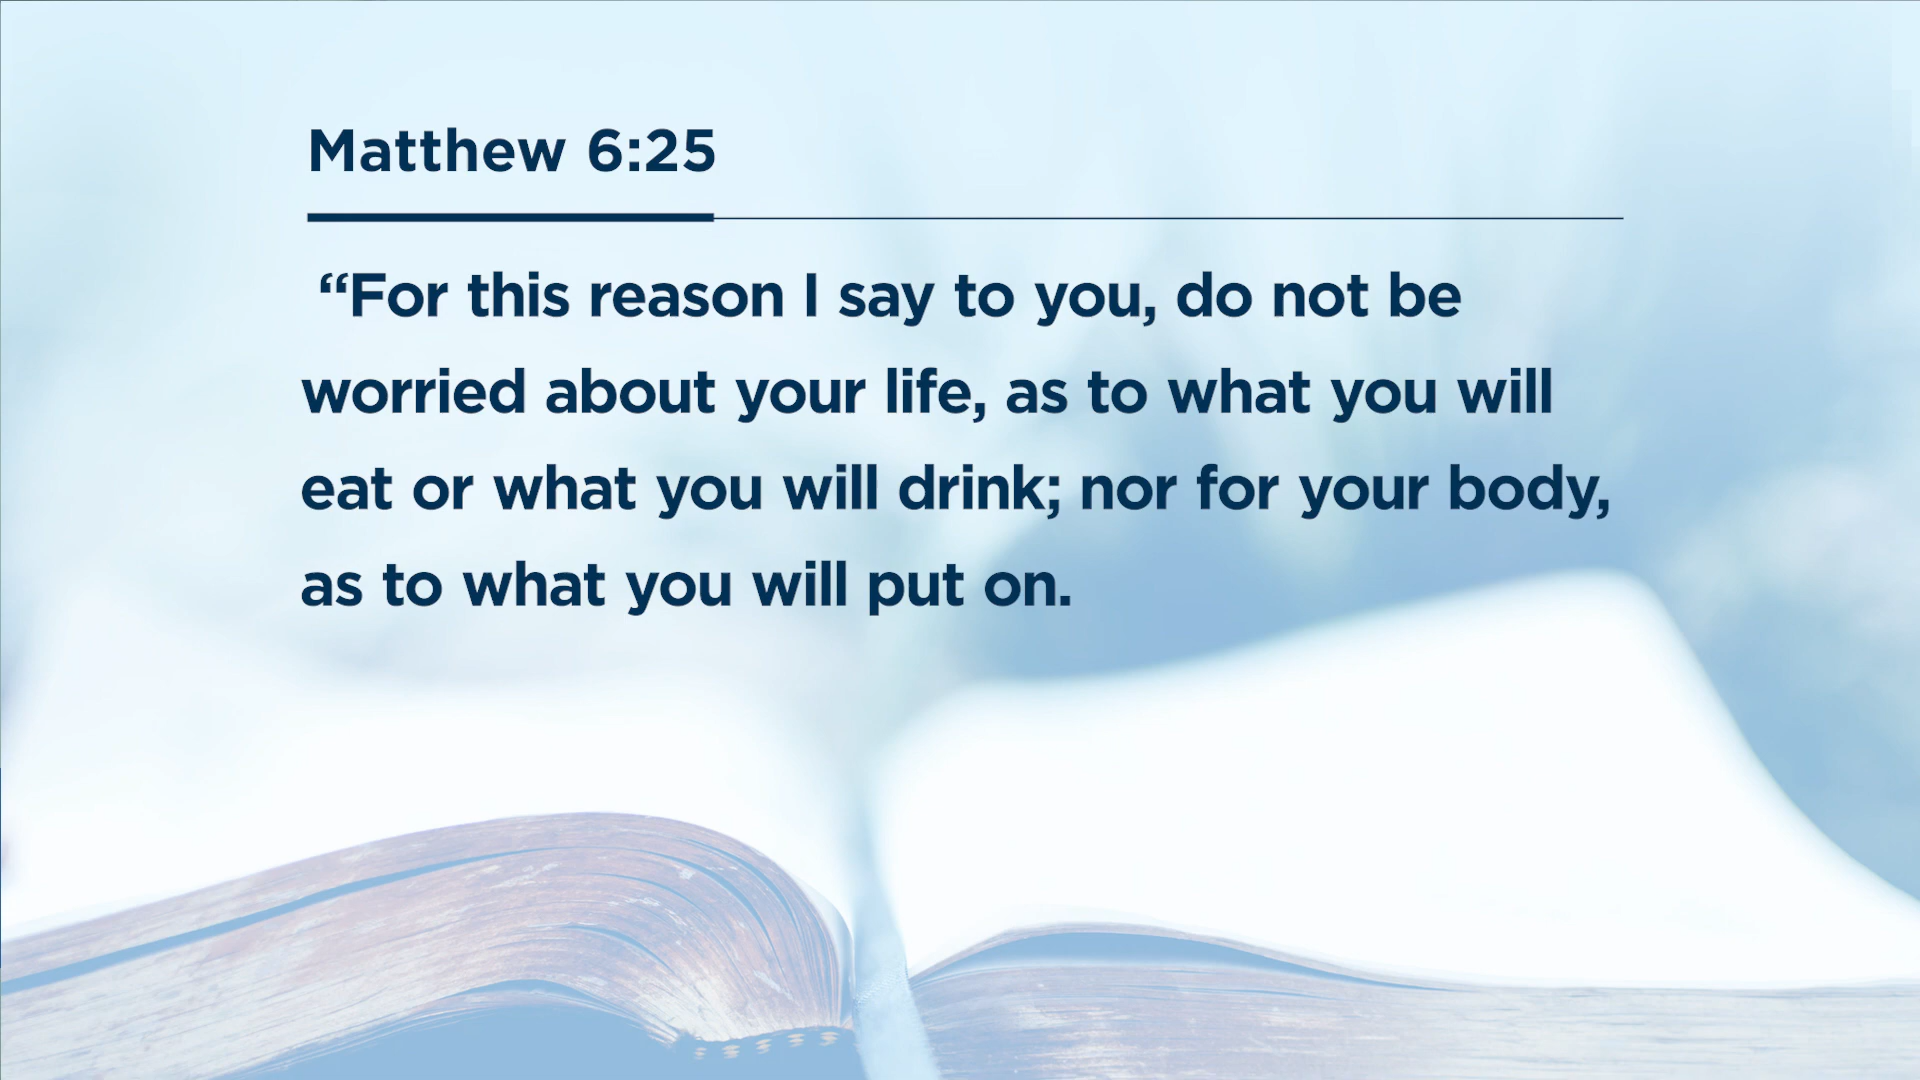 Matthew 6:25
“For this reason I say to you, do not be
worried about your life, as to what you will
eat or what you will drink; nor for your body,
as to what you will put on.